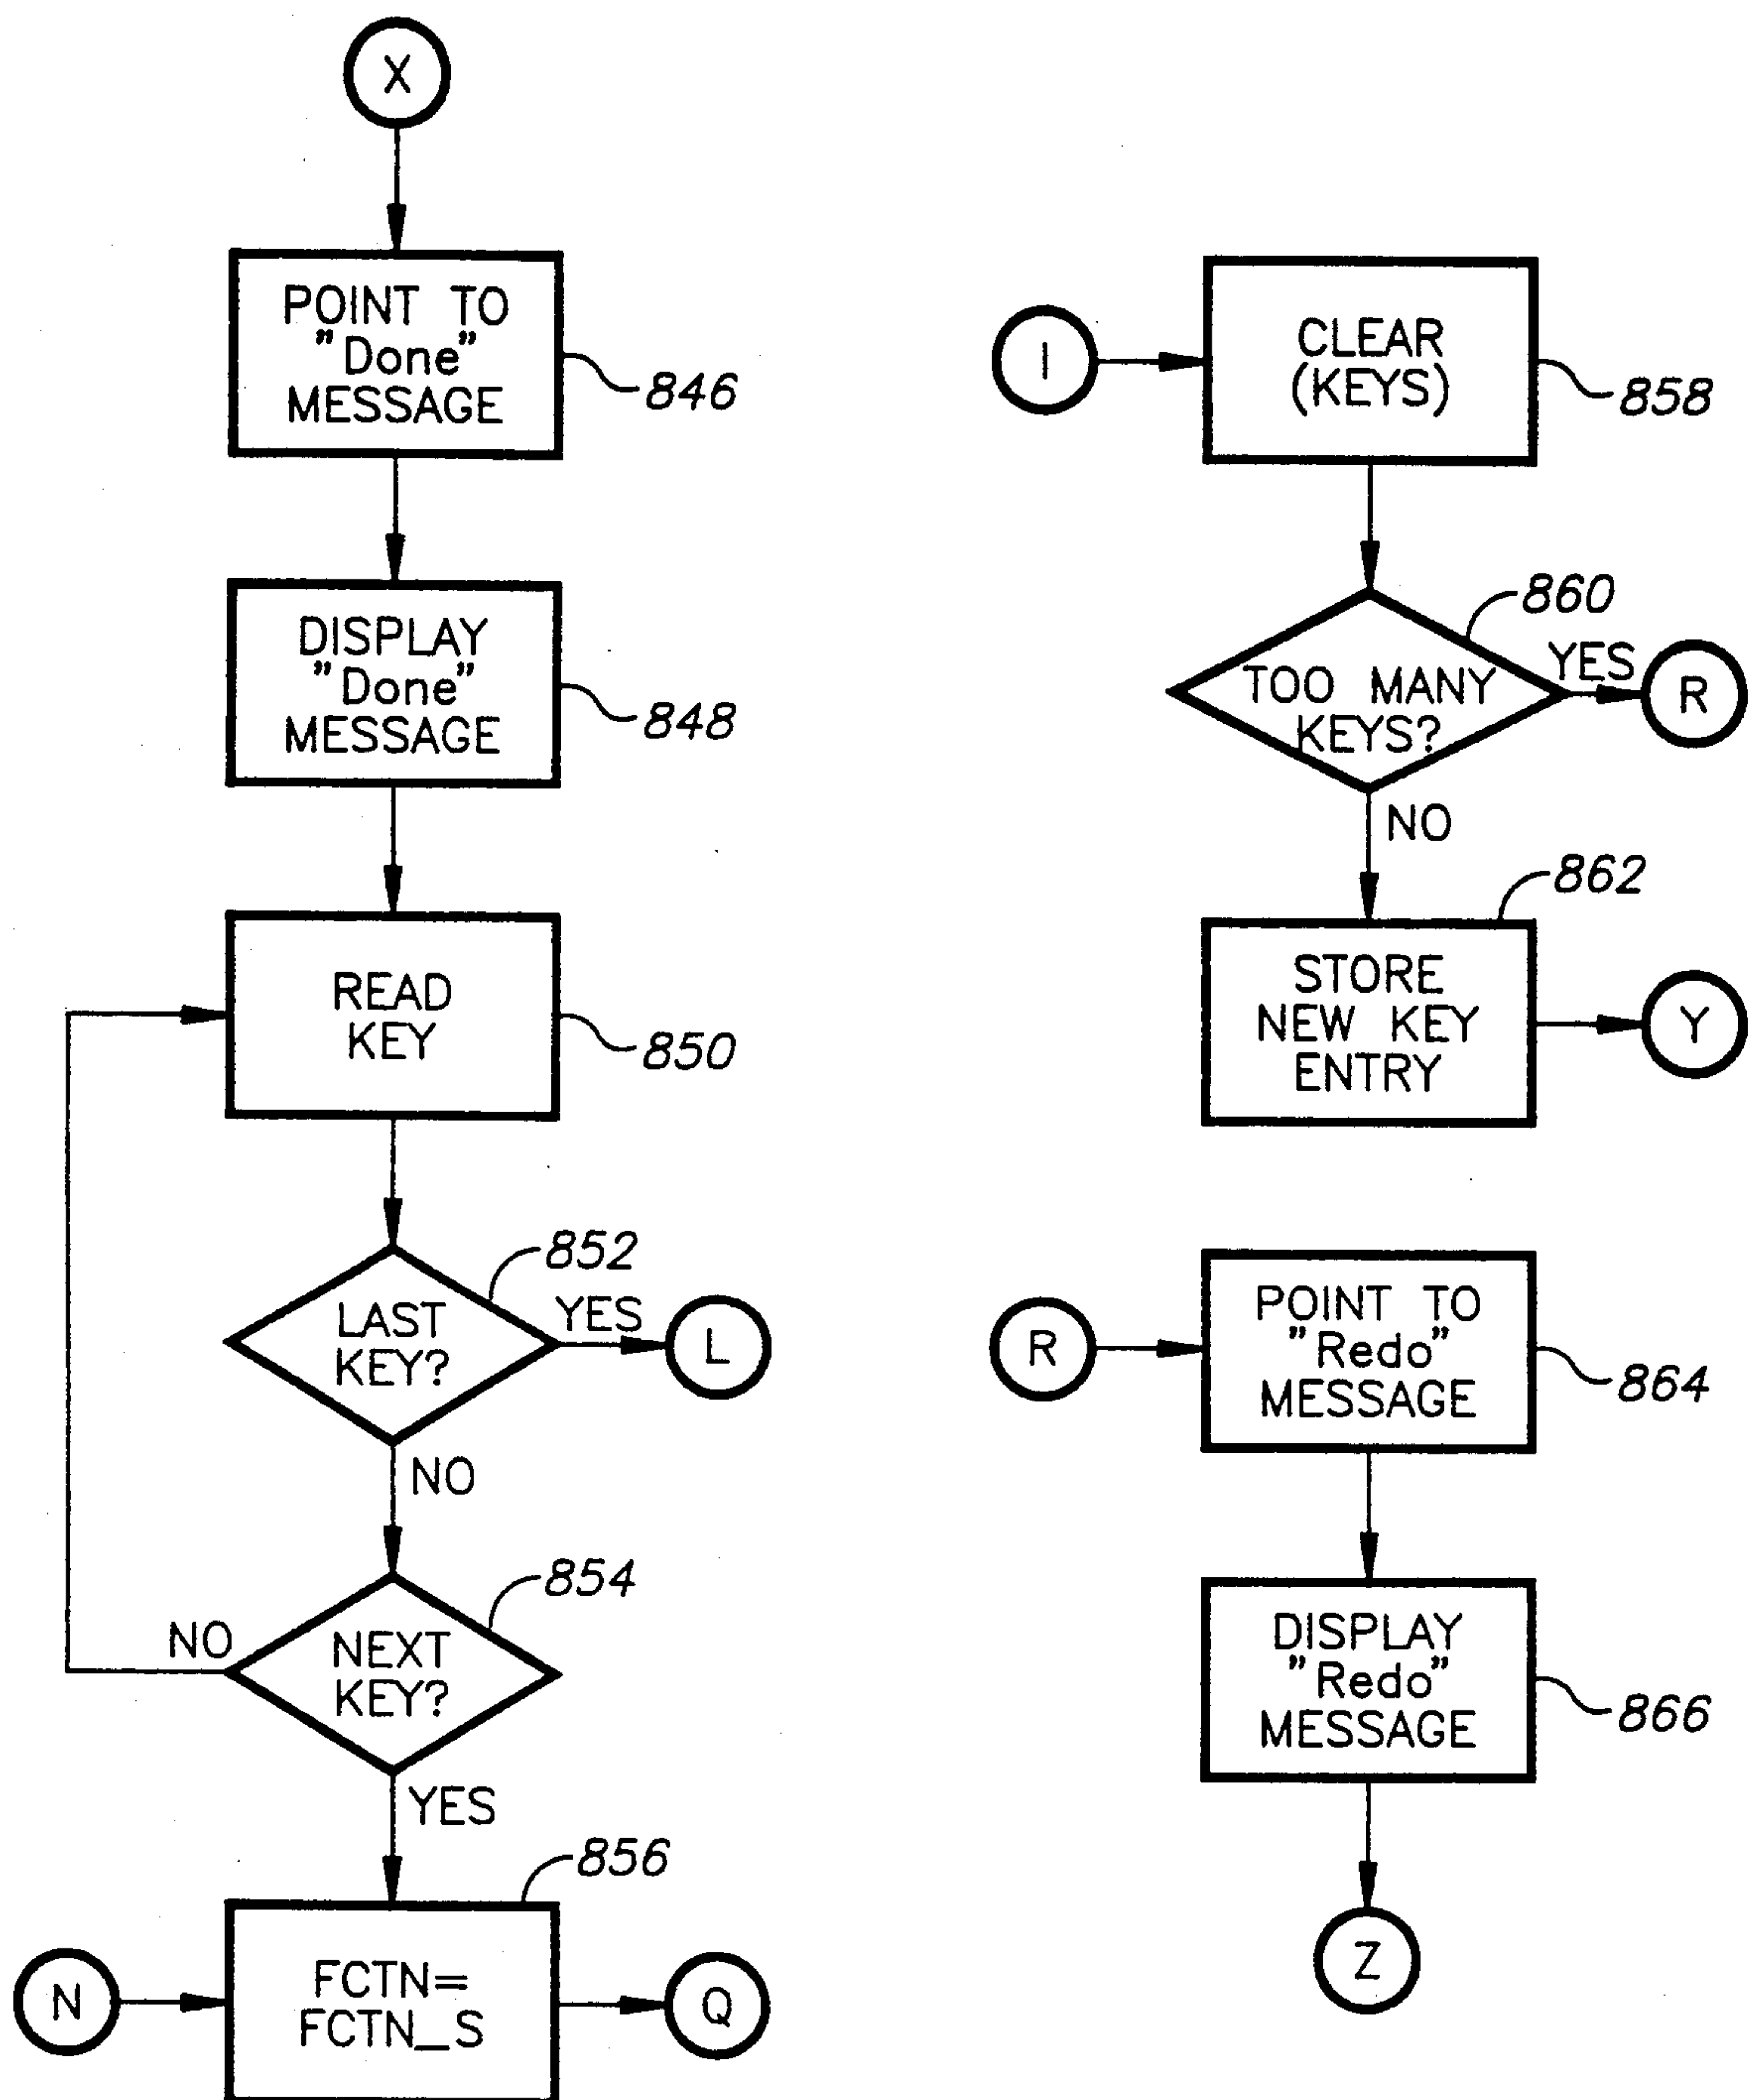 X
POINT TO
"Done"
MESSAGE
846
DISPLAY
"Done"
MESSAGE
848
READ
KEY
850
852
LAST
KEY?
YES
L
NO
854
NEXT
KEY?
NO
YES
856
N
FCTN=
FCTN_S
Q
I
CLEAR
(KEYS)
858
860
TOO MANY
KEYS?
YES
R
NO
862
STORE
NEW KEY
ENTRY
Y
R
POINT TO
"Redo"
MESSAGE
864
DISPLAY
"Redo"
MESSAGE
866
Z